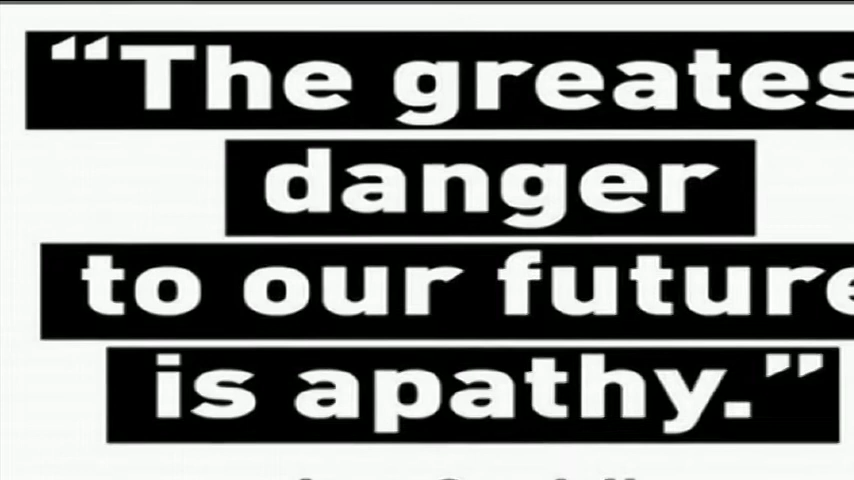 “The greates
danger
to our future
is apathy.”